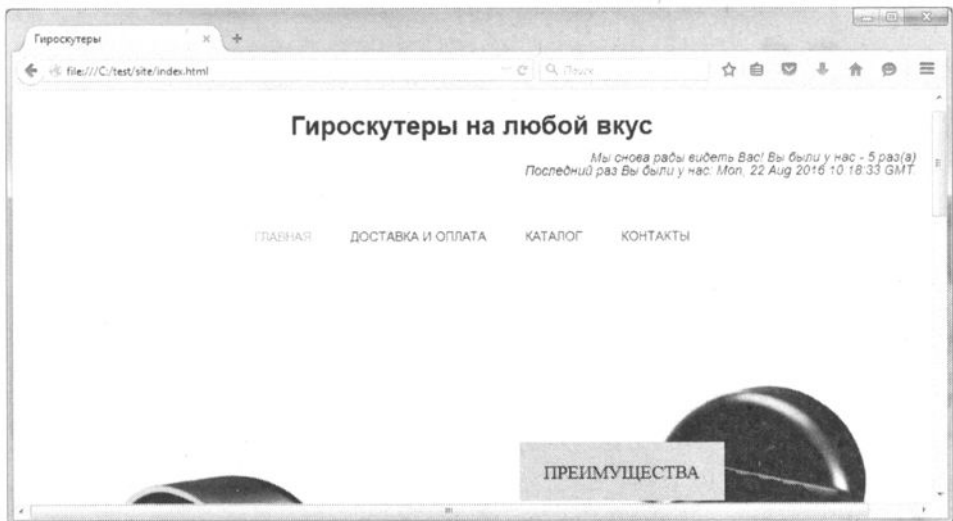 Гироскутеры
file:///C:/test/site/index.html
Поиск
Гироскутеры на любой вкус
Мы снова рады видеть Вас! Вы были у нас - 5 раз(а)
Последний раз Вы были у нас: Mon, 22 Aug 2016 10:18:33 GMT.
ГЛАВНАЯ ДОСТАВКА И ОПЛАТА КАТАЛОГ КОНТАКТЫ
ПРЕИМУЩЕСТВА